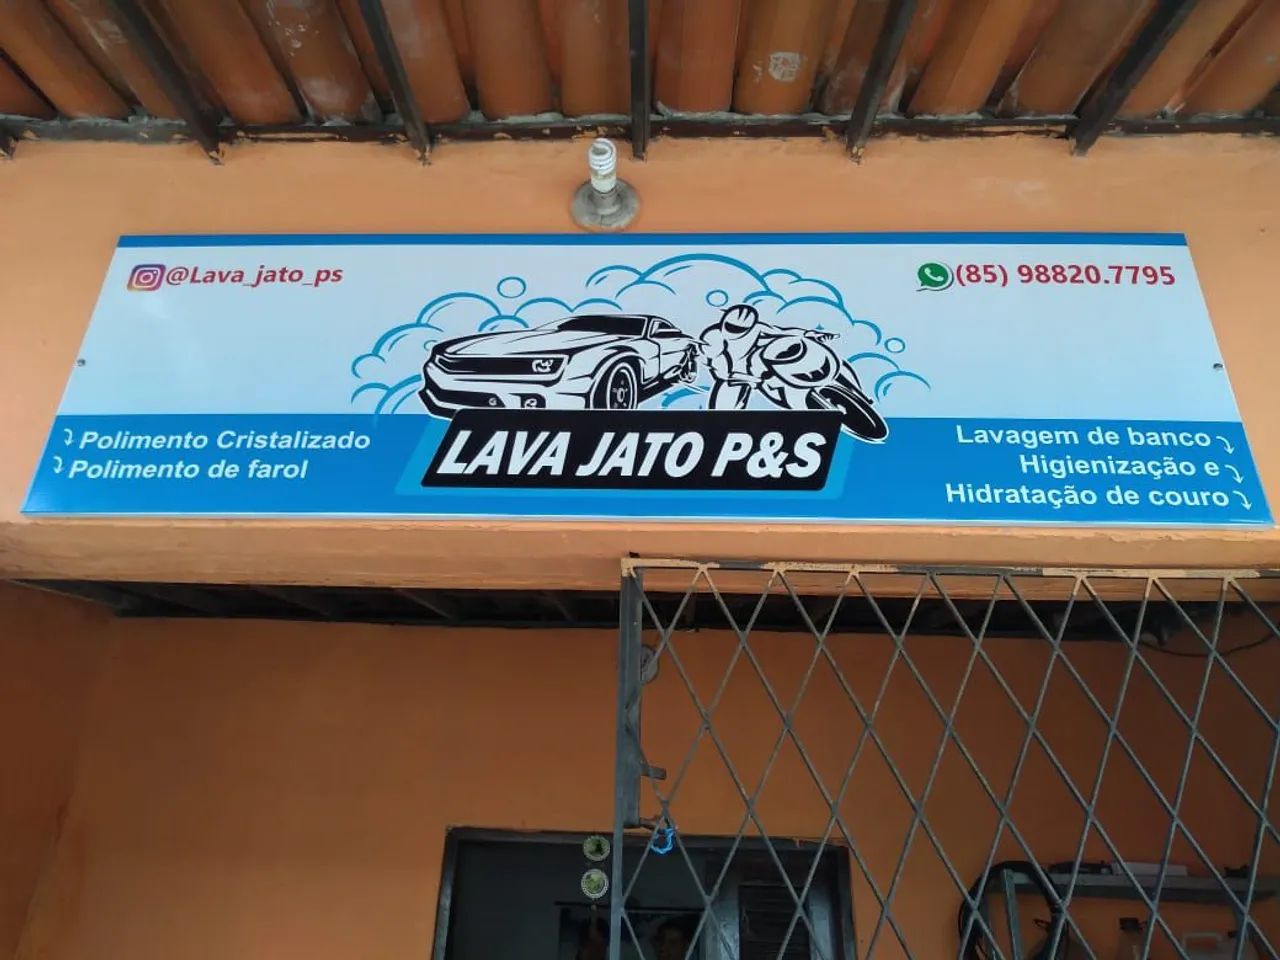 @Lava_jato_ps
(85) 98820.7795
LAVA JATO P&S
Polimento Cristalizado
Polimento de farol
Lavagem de banco
Higienização e
Hidratação de couro